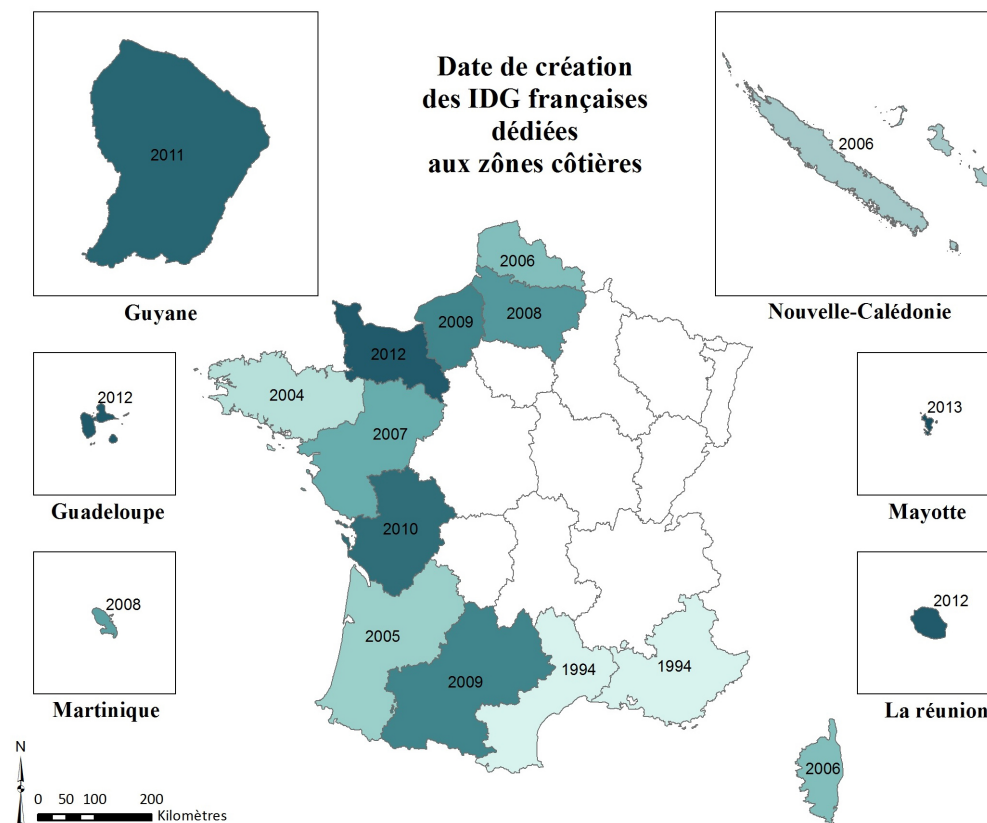 Date de création
des IDG françaises
dédiées
aux zônes côtières
2011
Guyane
2006
Nouvelle-Calédonie
2012
Guadeloupe
2008
Martinique
2013
Mayotte
2012
La réunion
2006
2009
2008
2012
2004
2007
2010
2005
2009
1994
1994
2006
N
0 50 100 200
Kilomètres